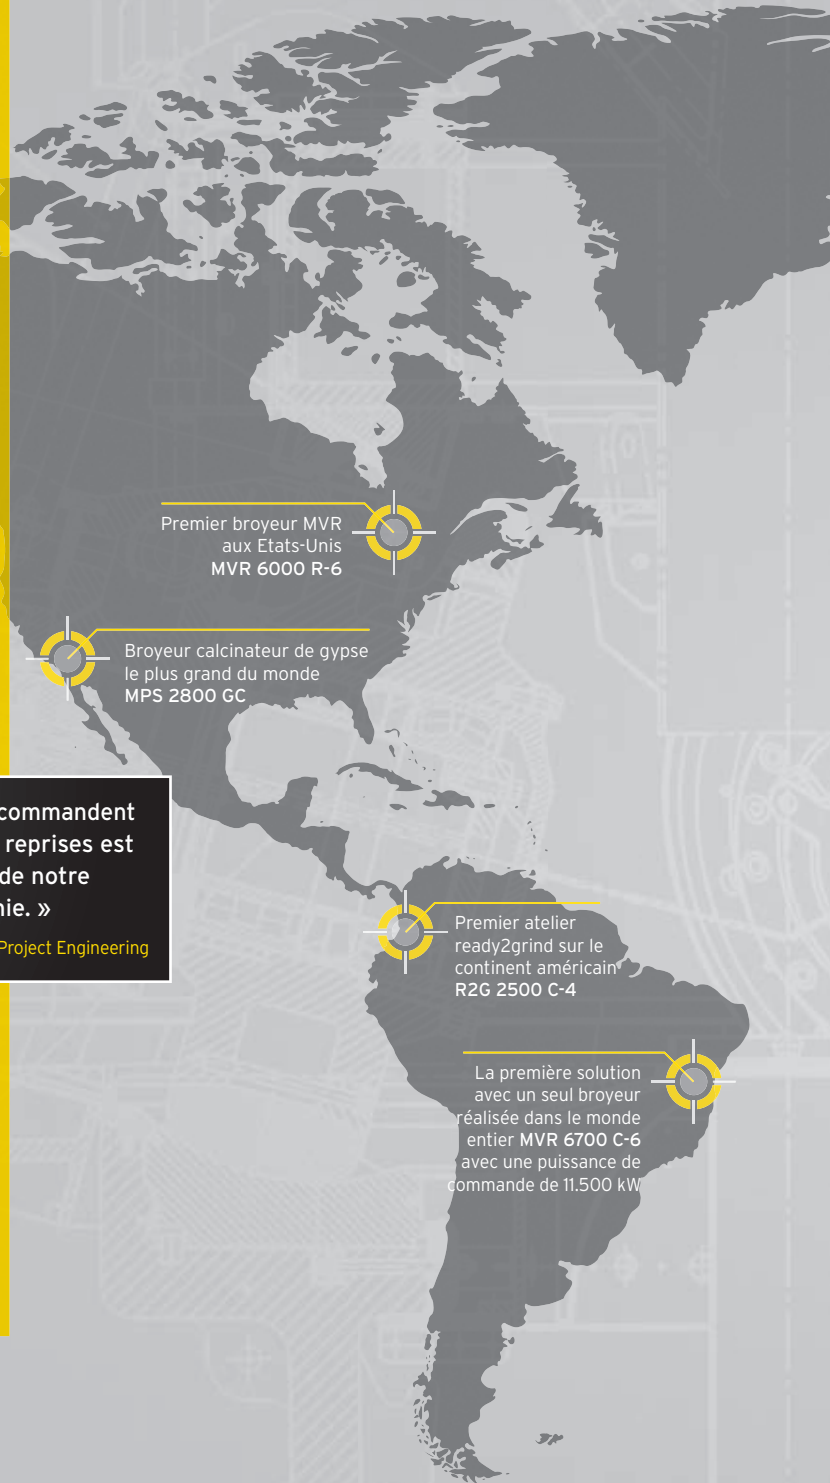 Premier broyeur MVR
aux Etats-Unis
MVR 6000 R-6
Broyeur calcinateur de gypse
le plus grand du monde
MPS 2800 GC
commandent
reprises est
de notre
nie. »
Project Engineering
Premier atelier
ready2grind sur le
continent américain
R2G 2500 C-4
La première solution
avec un seul broyeur
réalisée dans le monde
entier MVR 6700 C-6
avec une puissance de
commande de 11.500 kW